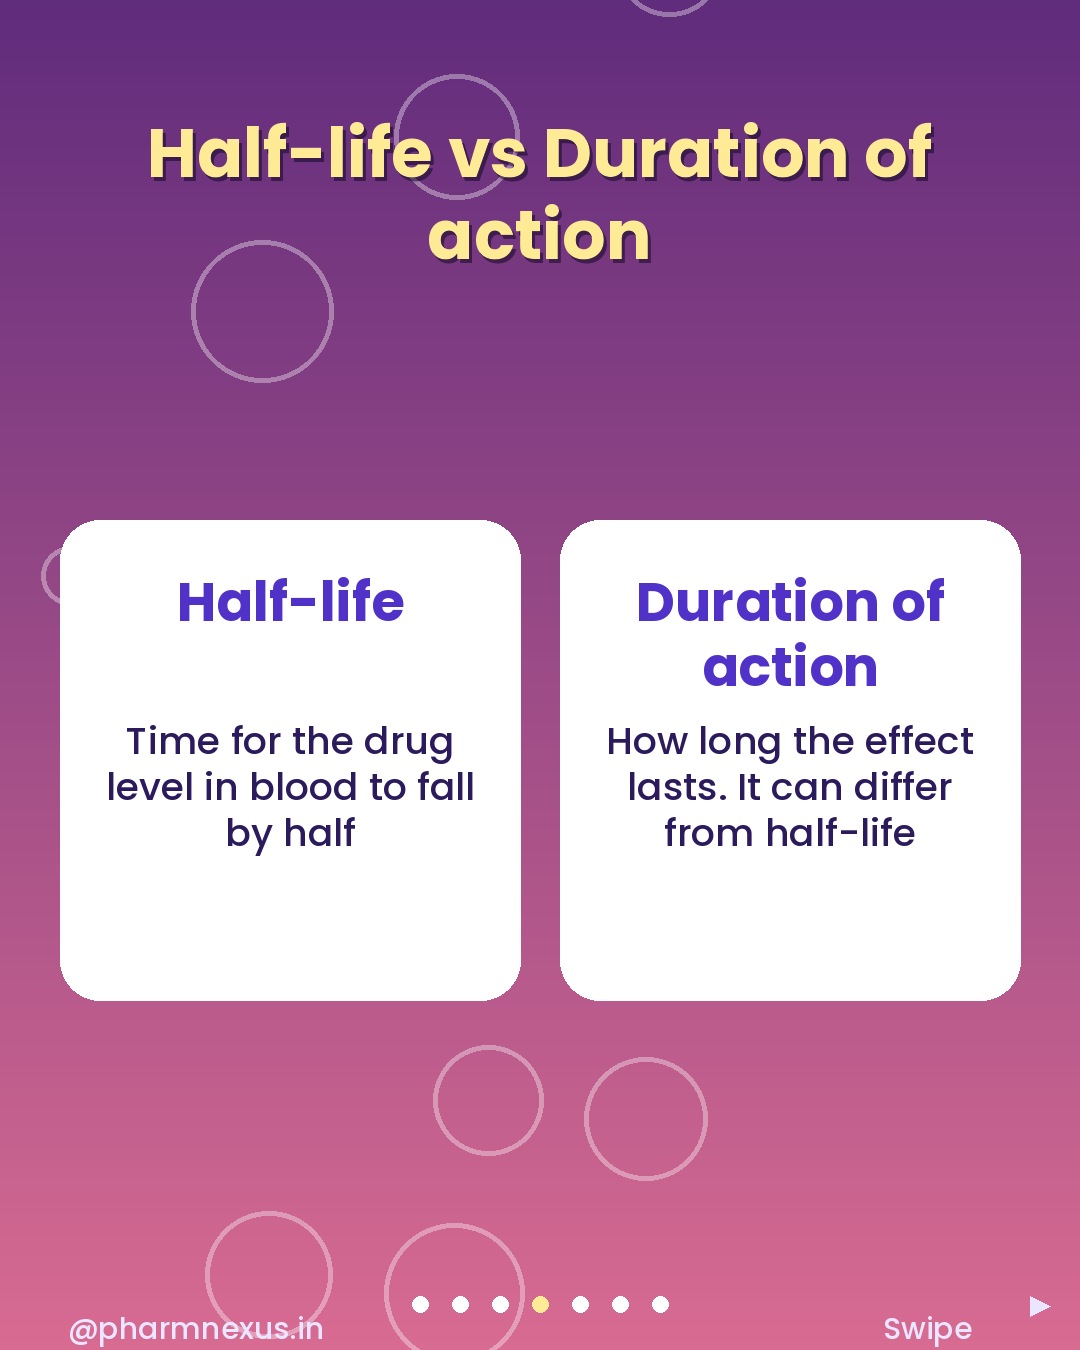 Half-life vs Duration of
action
Half-life
Time for the drug
level in blood to fall
by half
Duration of
action
How long the effect
lasts. It can differ
from half-life
@pharmnexus.in
Swipe